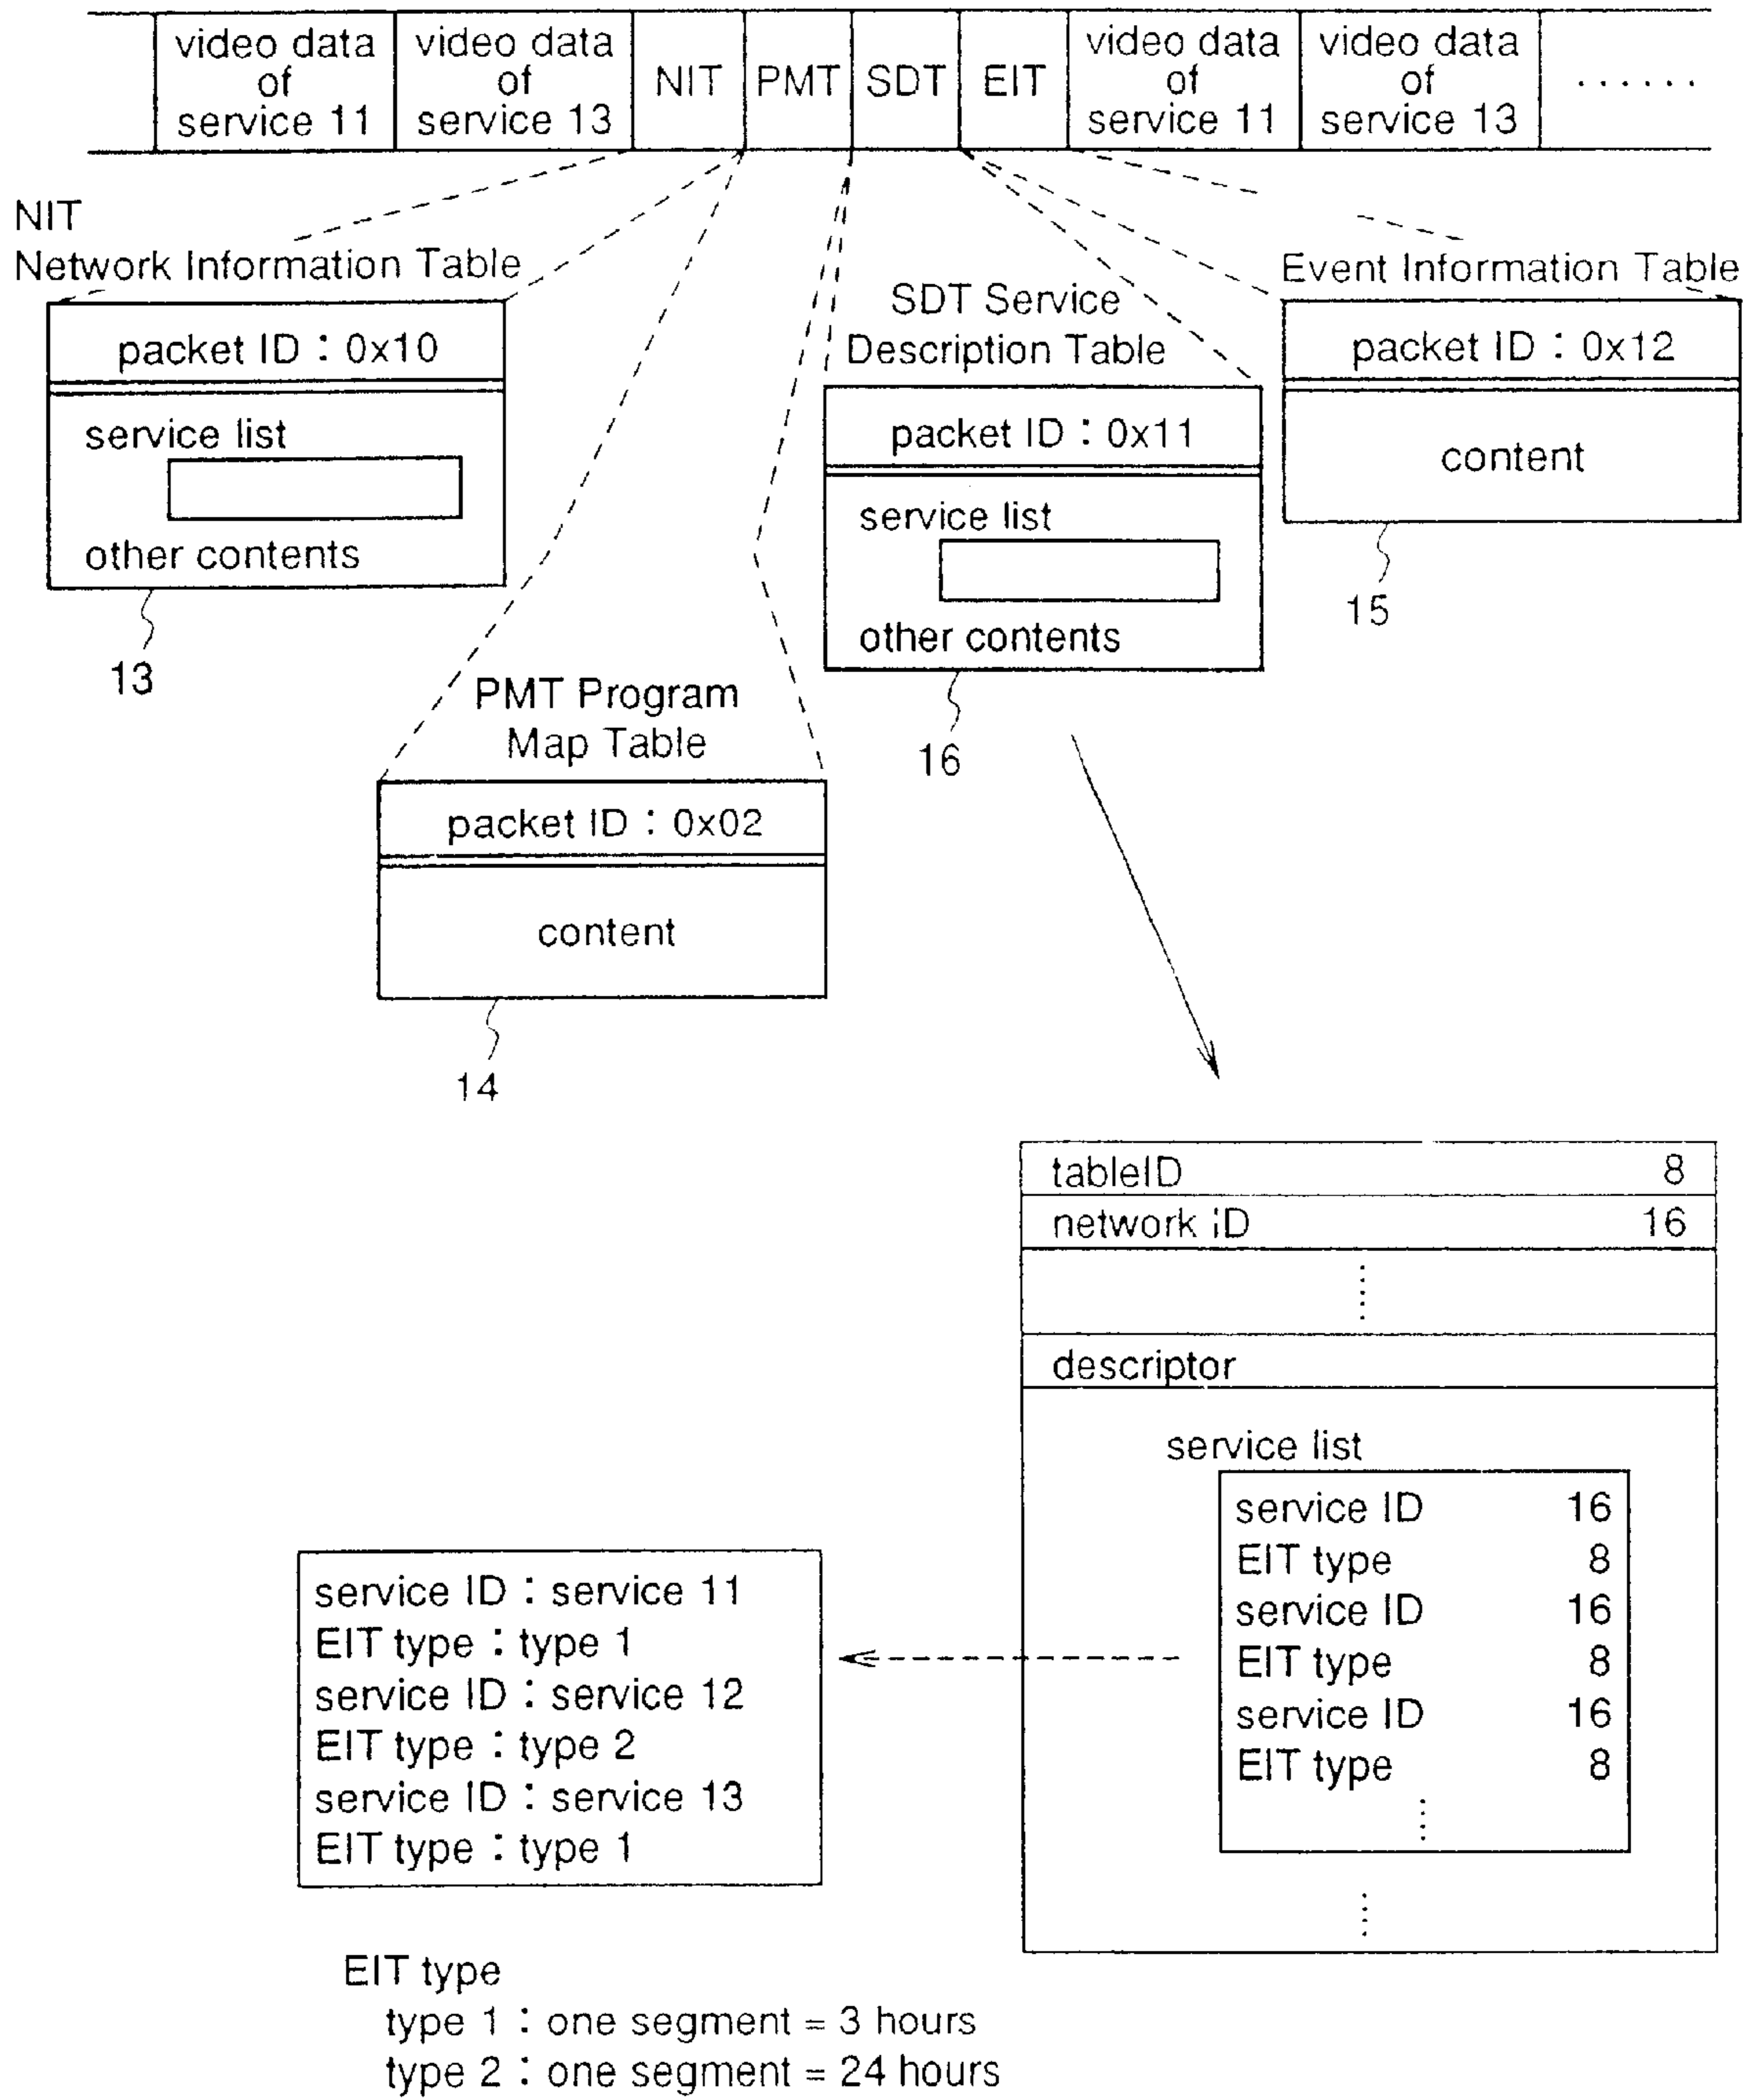 video data
of
service 11
video data
of
service 13
NIT
PMT
SDT
EIT
video data
of
service 11
video data
of
service 13
......
NIT
Network Information Table
packet ID : 0x10
service list
other contents
13
PMT Program
Map Table
packet ID : 0x02
content
14
SDT Service
Description Table
packet ID : 0x11
service list
other contents
16
Event Information Table
packet ID : 0x12
content
15
tableID 8
network iD 16
descriptor
service list
service ID 16
EIT type 8
service ID 16
EIT type 8
service ID 16
EIT type 8
service ID : service 11
EIT type : type 1
service ID : service 12
EIT type : type 2
service ID : service 13
EIT type : type 1
EIT type
type 1 : one segment = 3 hours
type 2 : one segment = 24 hours